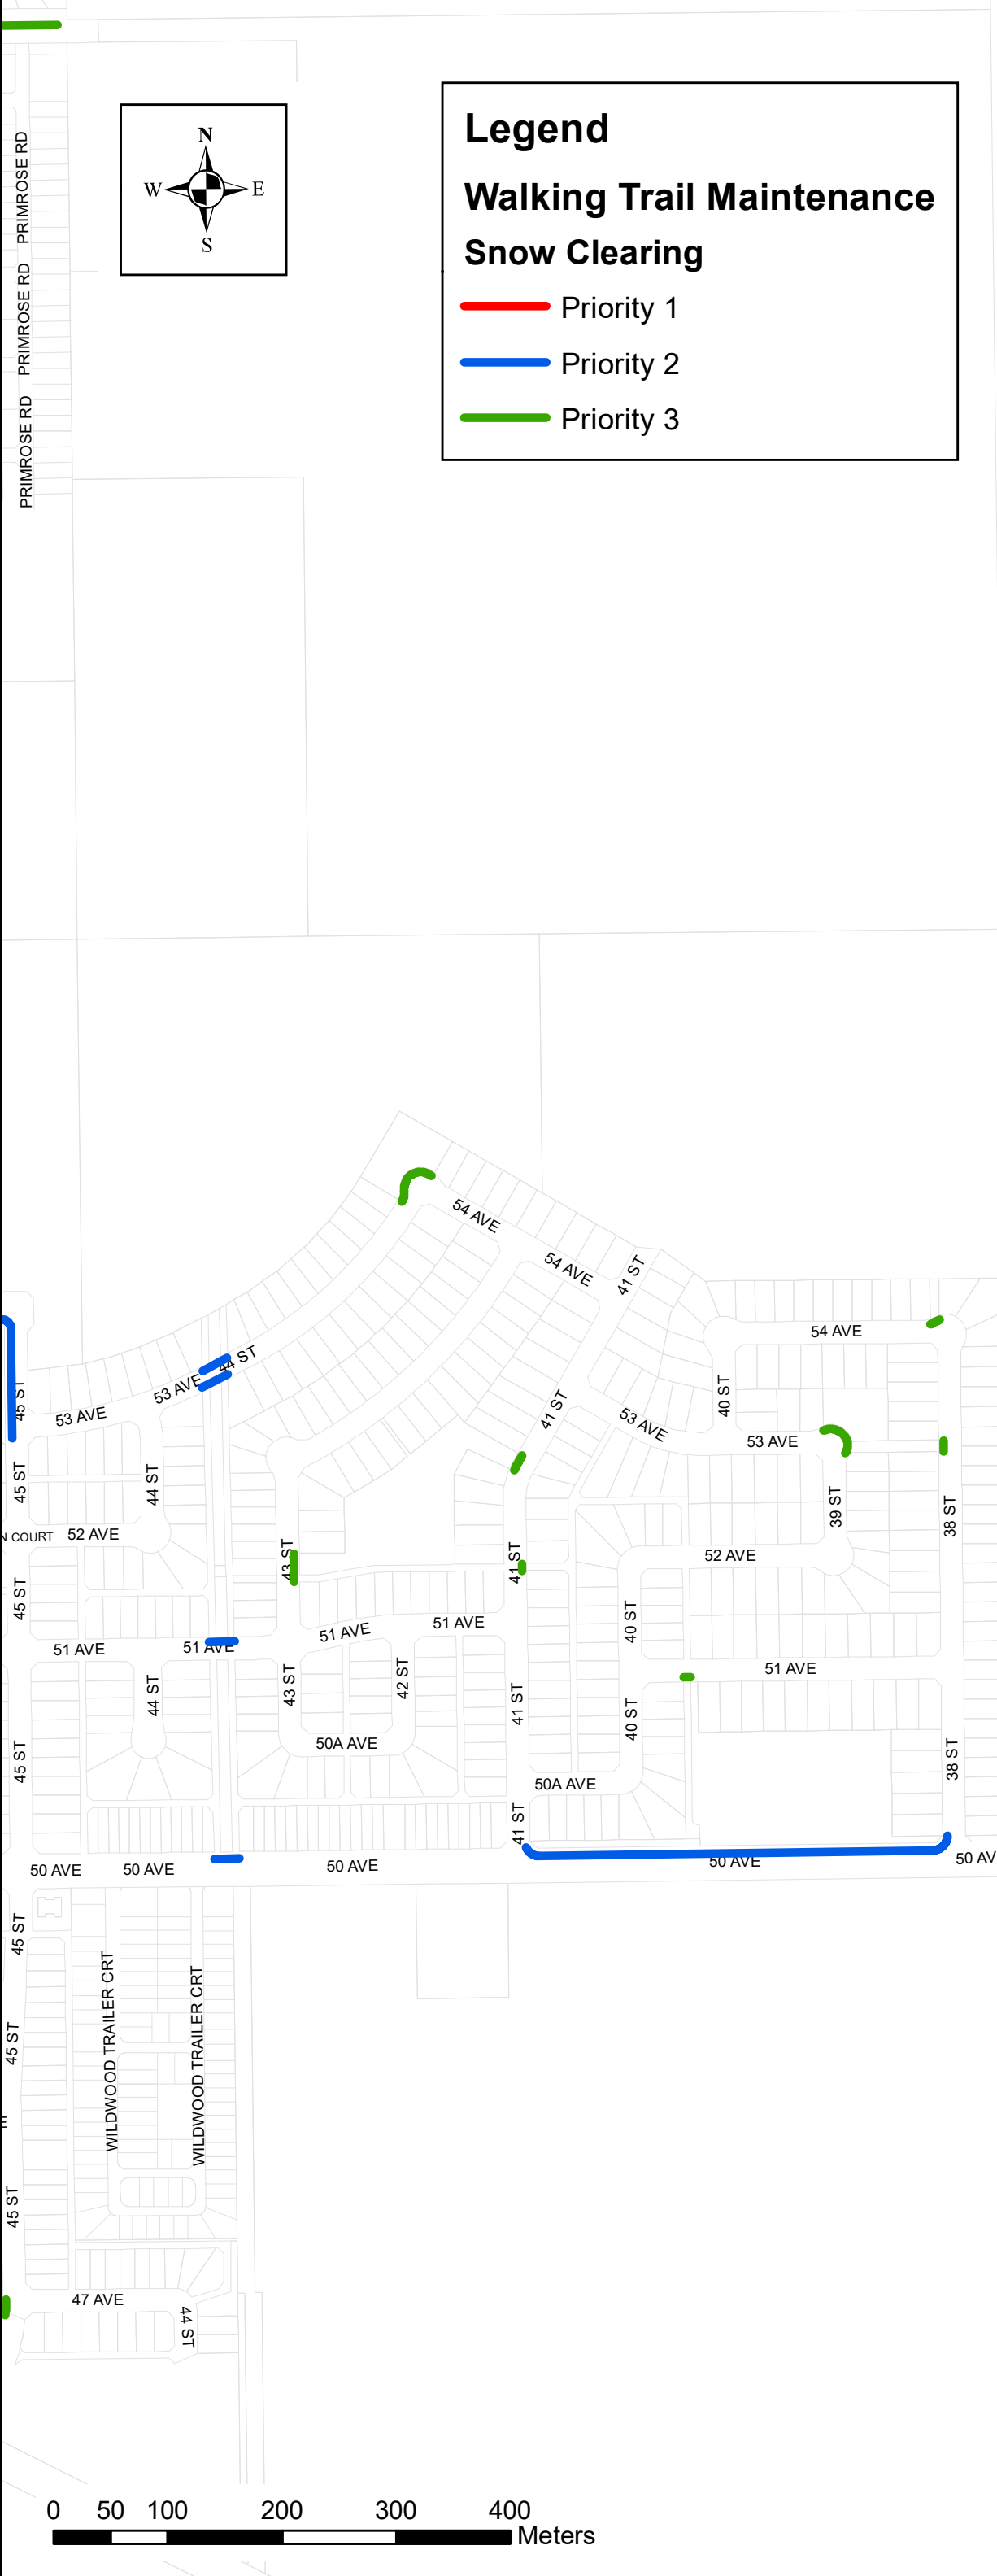 PRIMROSE RD
PRIMROSE RD
PRIMROSE RD
N
W
E
S
Legend
Walking Trail Maintenance
Snow Clearing
Priority 1
Priority 2
Priority 3
54 AVE
54 AVE
41 ST
54 AVE
44 ST
53 AVE
45 ST
53 AVE
40 ST
41 ST
53 AVE
53 AVE
45 ST
44 ST
39 ST
38 ST
N COURT
52 AVE
43 ST
41 ST
52 AVE
45 ST
40 ST
51 AVE
51 AVE
51 AVE
51 AVE
51 AVE
43 ST
42 ST
44 ST
41 ST
40 ST
50A AVE
45 ST
38 ST
50A AVE
41 ST
50 AVE
50 AVE
50 AVE
50 AVE
50 AV
45 ST
WILDWOOD TRAILER CRT
WILDWOOD TRAILER CRT
45 ST
E
45 ST
47 AVE
44 ST
0 50 100 200 300 400
Meters